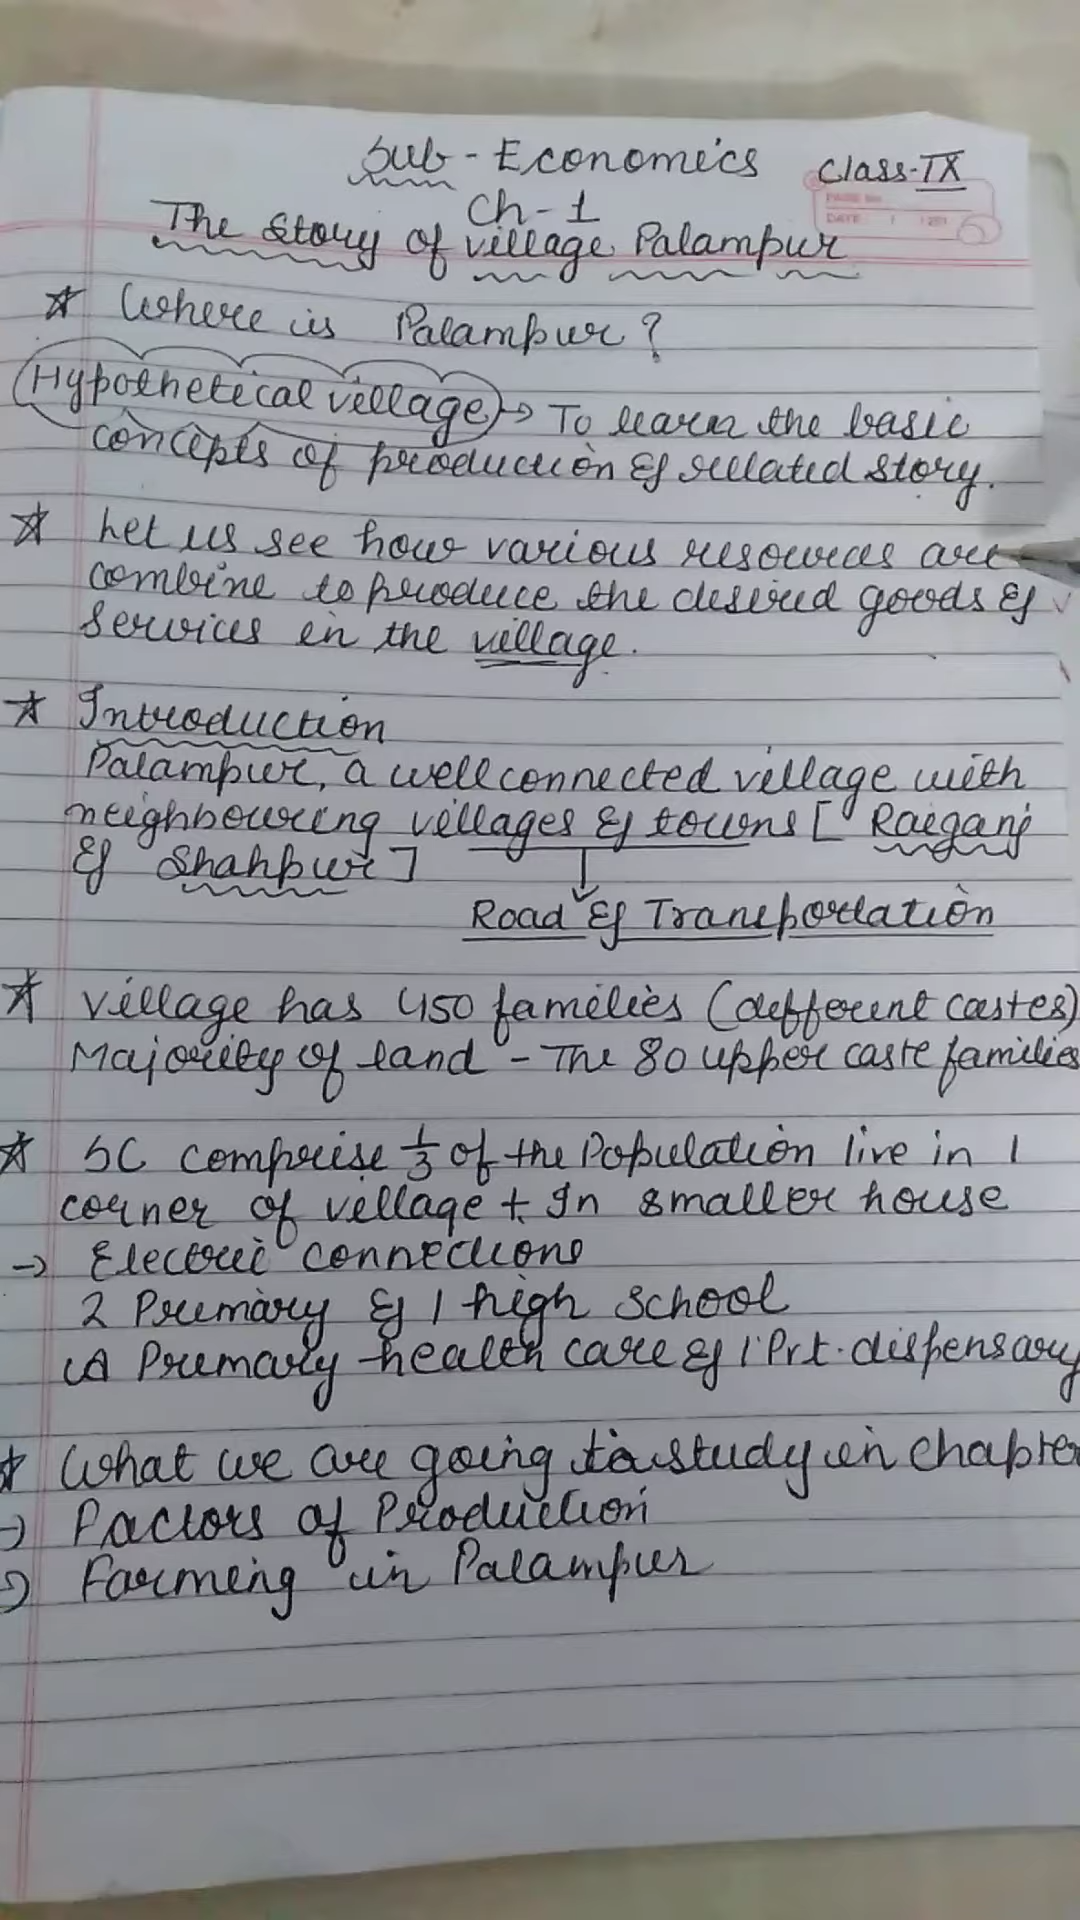 Sub - Economics Class-IX
Ch-1
PAGE No.
DATE
The Story of village Palampur
☆ Where is Palampur?
Hypothetical village → To learn the basic
concepts of production & related story.
☆ Let us see how various resources are
combine to produce the desired goods &
services in the village.
☆ Introduction
Palampur, a well connected village with
neighbouring villages & towns [ Raiganj
& Shahpur ]
Road & Transportation
☆ Village has 450 families (different castes)
Majority of land - The 80 upper caste families
☆ SC comprise 1/3 of the Population live in 1
corner of village + In smaller house
→ Electric connections
2 Primary & 1 high School
Primary health care & 1 Prt. dispensary
☆ What we are going to study in chapter
→ Factors of Production
→ Farming in Palampur